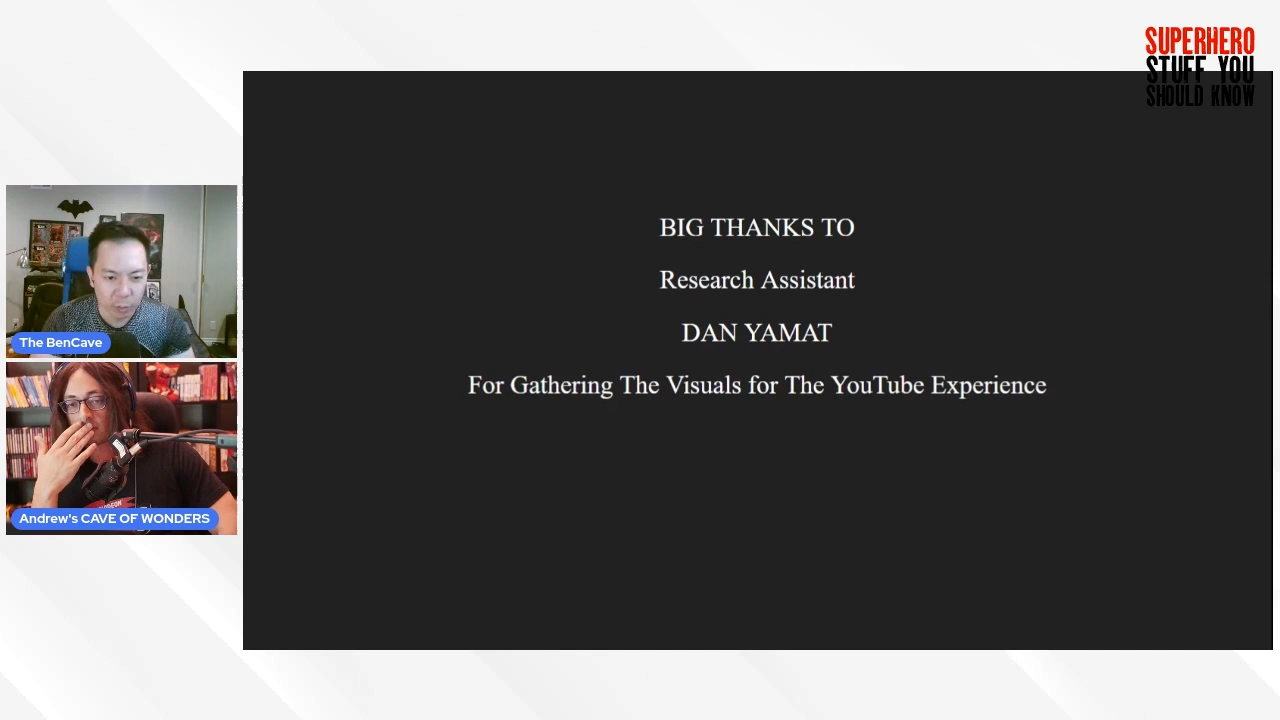 SUPERHERO
STUFF YOU
SHOULD KNOW
BIG THANKS TO
Research Assistant
DAN YAMAT
For Gathering The Visuals for The YouTube Experience
The BenCave
Andrew's CAVE OF WONDERS